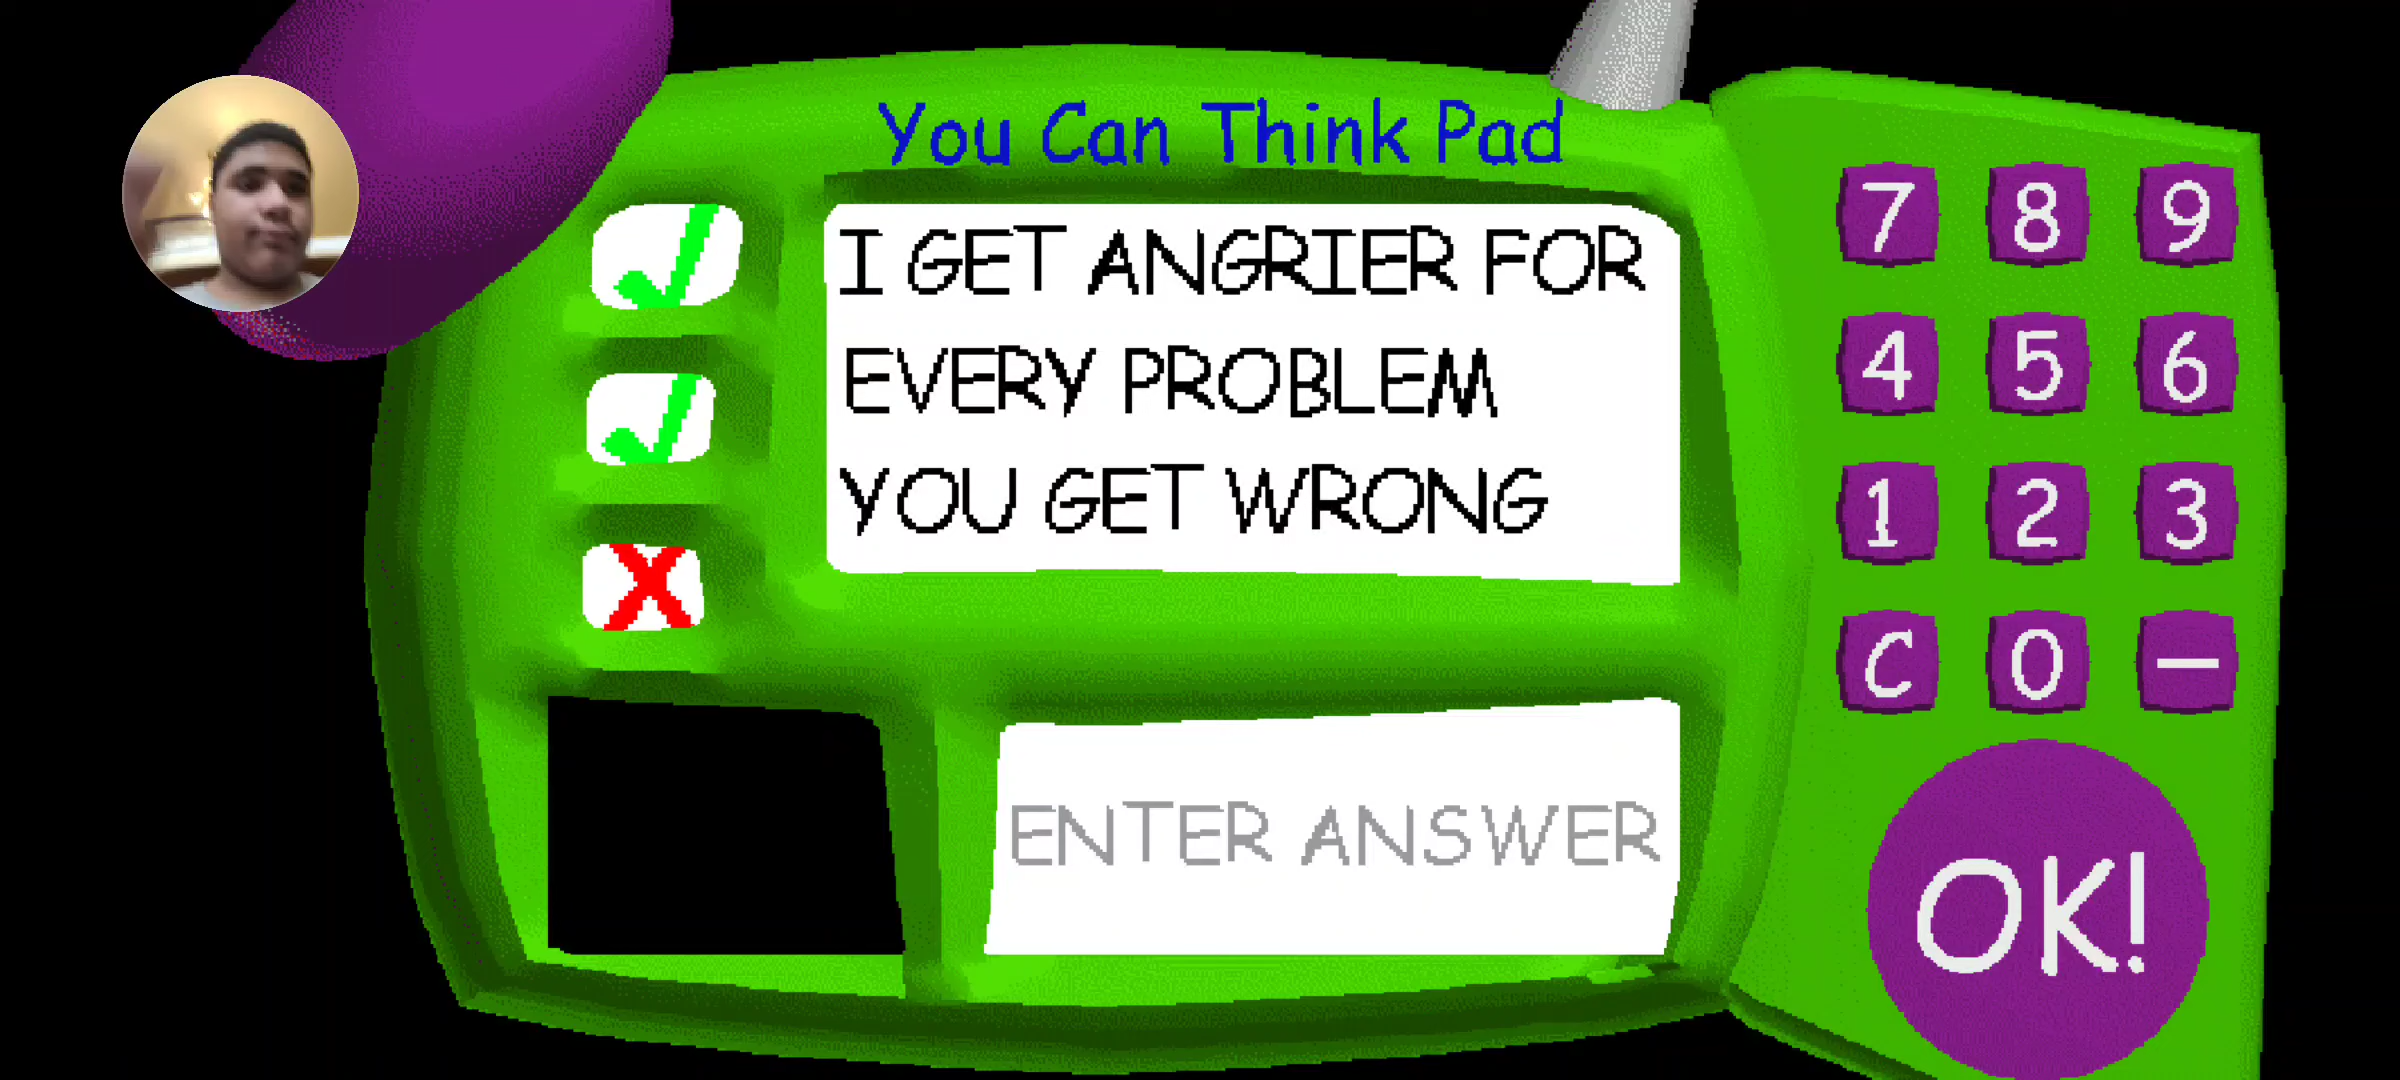 You Can Think Pad
I GET ANGRIER FOR
EVERY PROBLEM
YOU GET WRONG
ENTER ANSWER
7 8 9
4 5 6
1 2 3
C 0 —
OK!